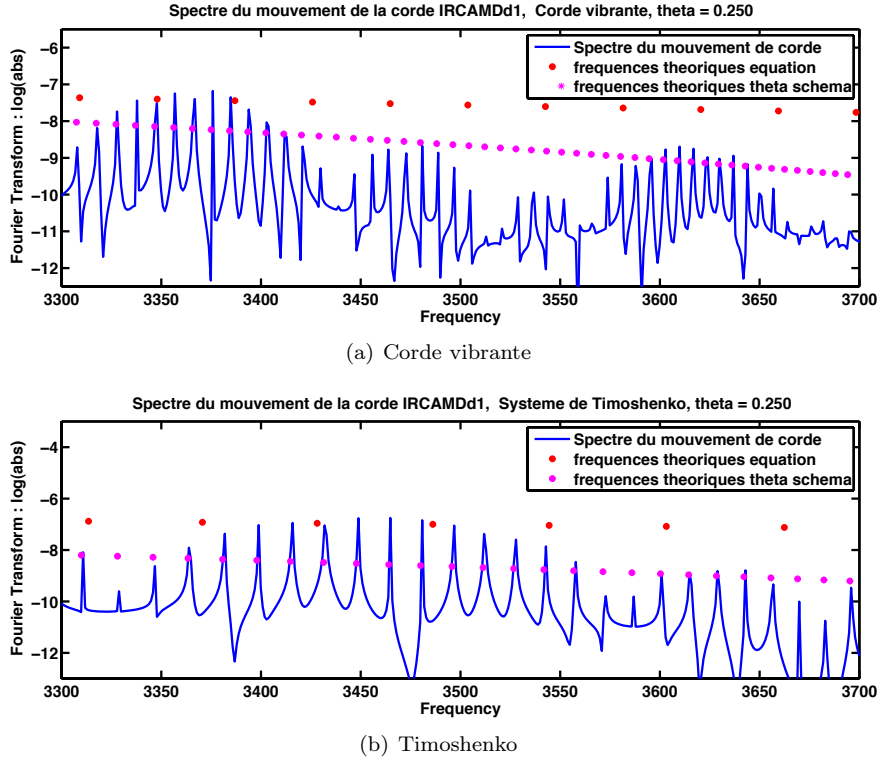 Spectre du mouvement de la corde IRCAMDd1,  Corde vibrante, theta = 0.250
Fourier Transform : log(abs)
−6
−7
−8
−9
−10
−11
−12
Spectre du mouvement de corde
frequences theoriques equation
frequences theoriques theta schema
3300 3350 3400 3450 3500 3550 3600 3650 3700
Frequency
(a) Corde vibrante
Spectre du mouvement de la corde IRCAMDd1,  Systeme de Timoshenko, theta = 0.250
Fourier Transform : log(abs)
−4
−6
−8
−10
−12
Spectre du mouvement de corde
frequences theoriques equation
frequences theoriques theta schema
3300 3350 3400 3450 3500 3550 3600 3650 3700
Frequency
(b) Timoshenko